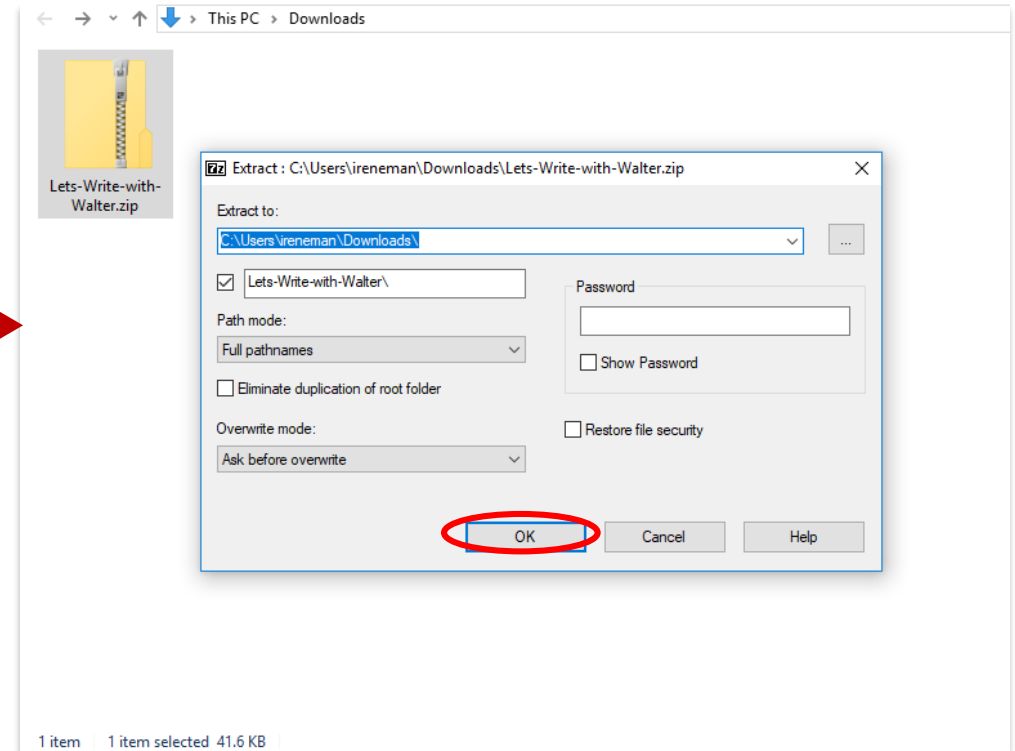 This PC > Downloads
Lets-Write-with-
Walter.zip
7z Extract : C:\Users\ireneman\Downloads\Lets-Write-with-Walter.zip
Extract to:
C:\Users\ireneman\Downloads\
...
Lets-Write-with-Walter\
Password
Path mode:
Full pathnames
Show Password
Eliminate duplication of root folder
Overwrite mode:
Restore file security
Ask before overwrite
OK Cancel Help
1 item 1 item selected 41.6 KB